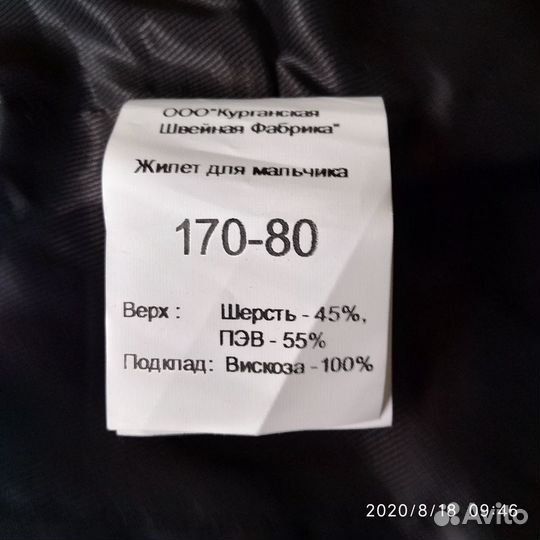 ООО"Курганская
Швейная Фабрика"
Жилет для мальчика
170-80
Верх : Шерсть - 45%,
ПЭВ - 55%
Подклад: Вискоза -100%
2020/8/18 09:46
Avito